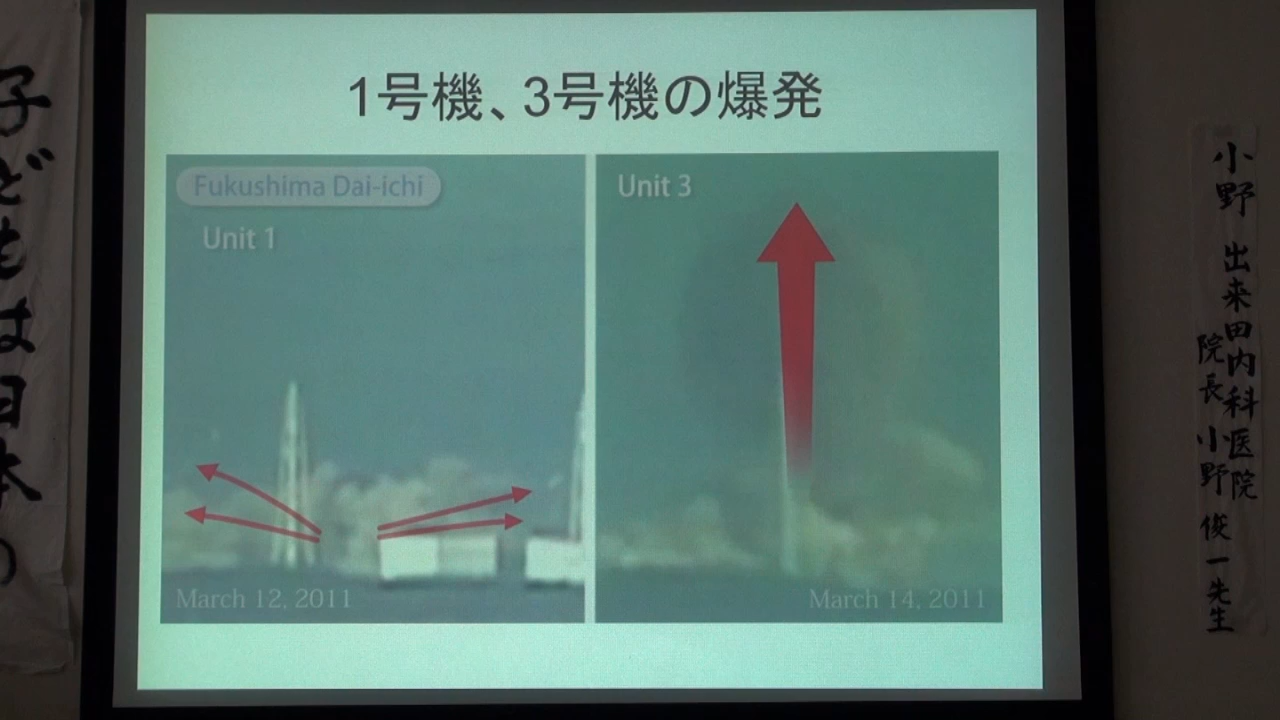 1号機、3号機の爆発
Fukushima Dai-ichi
Unit 1
March 12, 2011
Unit 3
March 14, 2011
子どもは日本の
小野出来田内科医院
院長 小野俊一先生